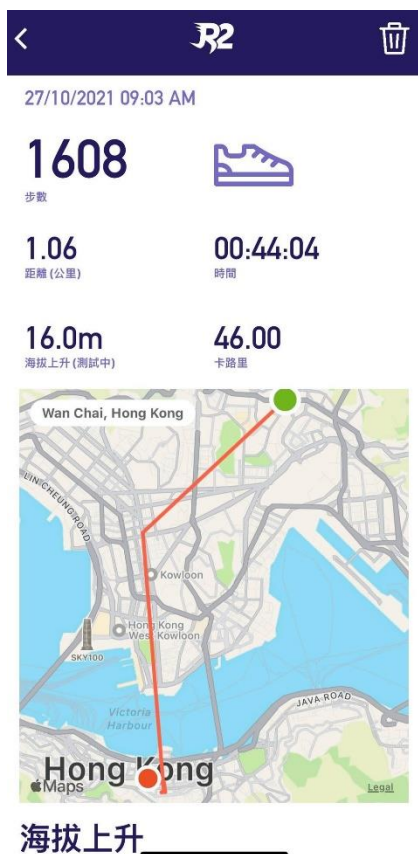 R2
27/10/2021 09:03 AM
1608
步數
1.06
距離 (公里)
00:44:04
時間
16.0m
海拔上升 (測試中)
46.00
卡路里
Wan Chai, Hong Kong
LIN CHEUNG ROAD
Kowloon
Hong Kong
West Kowloon
SKY100
JAVA ROAD
Victoria
Harbour
Hong Kong
Maps
Legal
海拔上升